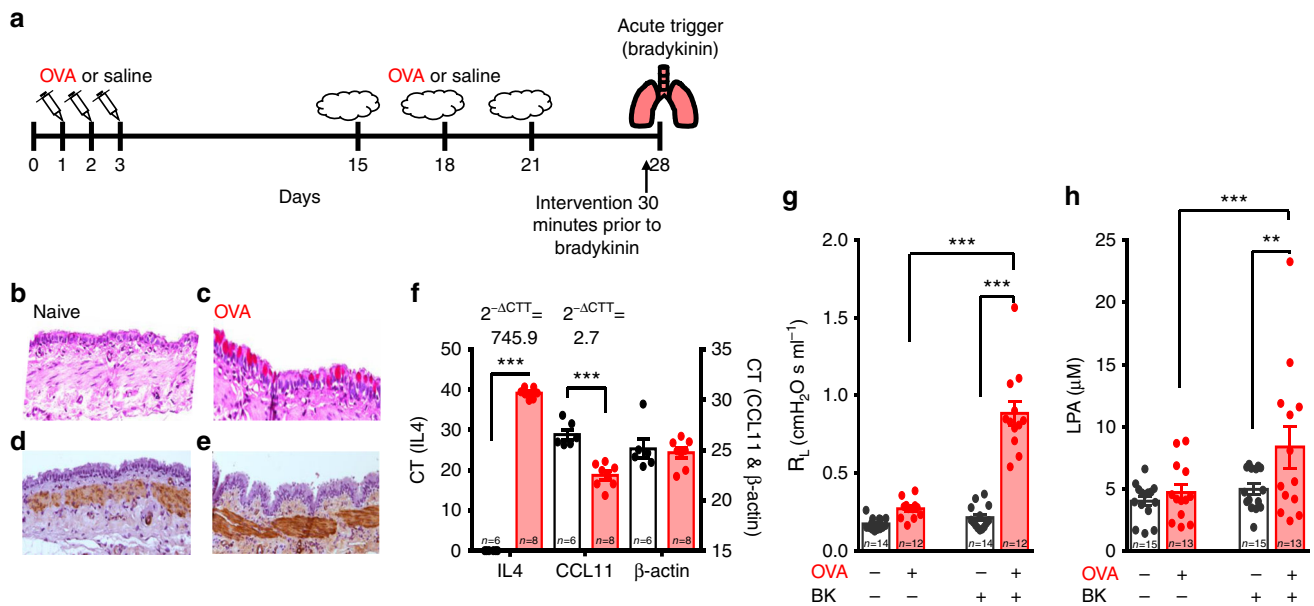 a
Acute trigger
(bradykinin)
OVA or saline
OVA or saline
0 1 2 3 15 18 21 28
Days
Intervention 30
minutes prior to
bradykinin
b
Naive
c
OVA
d
e
f
2⁻ΔCTT=
745.9
2⁻ΔCTT=
2.7
***
***
CT (IL4)
50
40
30
20
10
0
CT (CCL11 & β-actin)
35
30
25
20
15
n=6 n=8 n=6 n=8 n=6 n=8
IL4 CCL11 β-actin
g
***
***
R_L (cmH₂O s ml⁻¹)
2.0
1.5
1.0
0.5
0.0
n=14 n=12 n=14 n=12
OVA − + − +
BK − − + +
h
***
**
LPA (µM)
25
20
15
10
5
0
n=15 n=13 n=15 n=13
OVA − + − +
BK − − + +